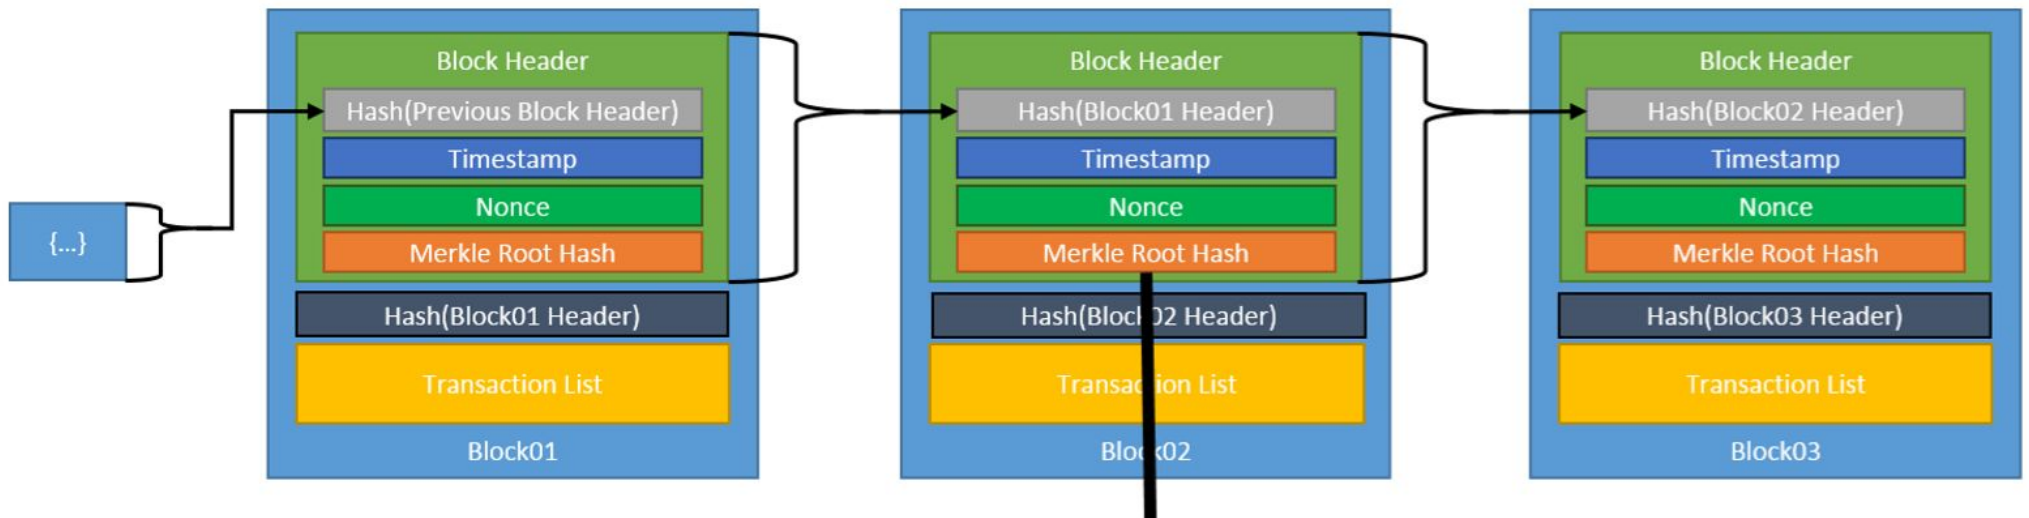 {...}
Block Header
Hash(Previous Block Header)
Timestamp
Nonce
Merkle Root Hash
Hash(Block01 Header)
Transaction List
Block01
Block Header
Hash(Block01 Header)
Timestamp
Nonce
Merkle Root Hash
Hash(Block02 Header)
Transaction List
Block02
Block Header
Hash(Block02 Header)
Timestamp
Nonce
Merkle Root Hash
Hash(Block03 Header)
Transaction List
Block03